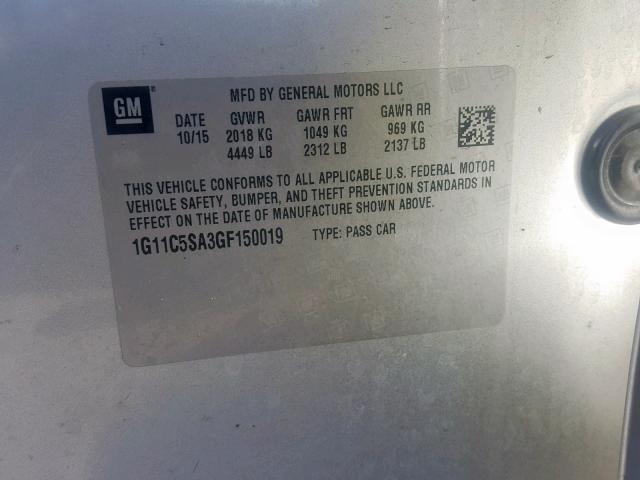 GM
MFD BY GENERAL MOTORS LLC
DATE GVWR GAWR FRT GAWR RR
10/15 2018 KG 1049 KG 969 KG
4449 LB 2312 LB 2137 LB
THIS VEHICLE CONFORMS TO ALL APPLICABLE U.S. FEDERAL MOTOR
VEHICLE SAFETY, BUMPER, AND THEFT PREVENTION STANDARDS IN
EFFECT ON THE DATE OF MANUFACTURE SHOWN ABOVE.
1G11C5SA3GF150019 TYPE: PASS CAR